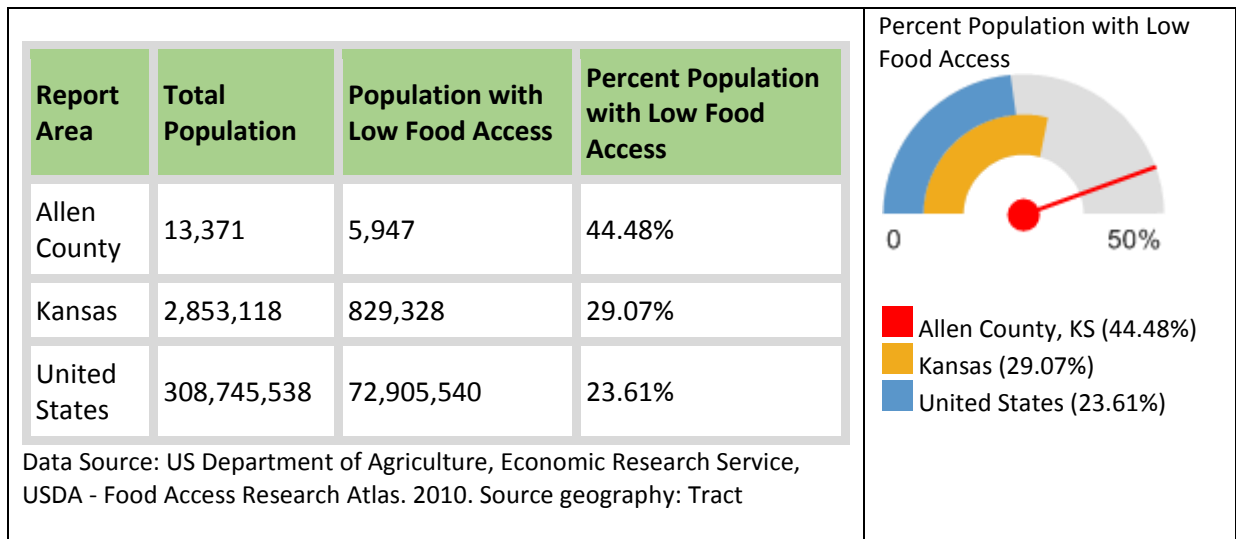 Report
Area
Total
Population
Population with
Low Food Access
Percent Population
with Low Food
Access
Allen
County
13,371
5,947
44.48%
Kansas
2,853,118
829,328
29.07%
United
States
308,745,538
72,905,540
23.61%
Data Source: US Department of Agriculture, Economic Research Service,
USDA - Food Access Research Atlas. 2010. Source geography: Tract
Percent Population with Low
Food Access
0
50%
Allen County, KS (44.48%)
Kansas (29.07%)
United States (23.61%)